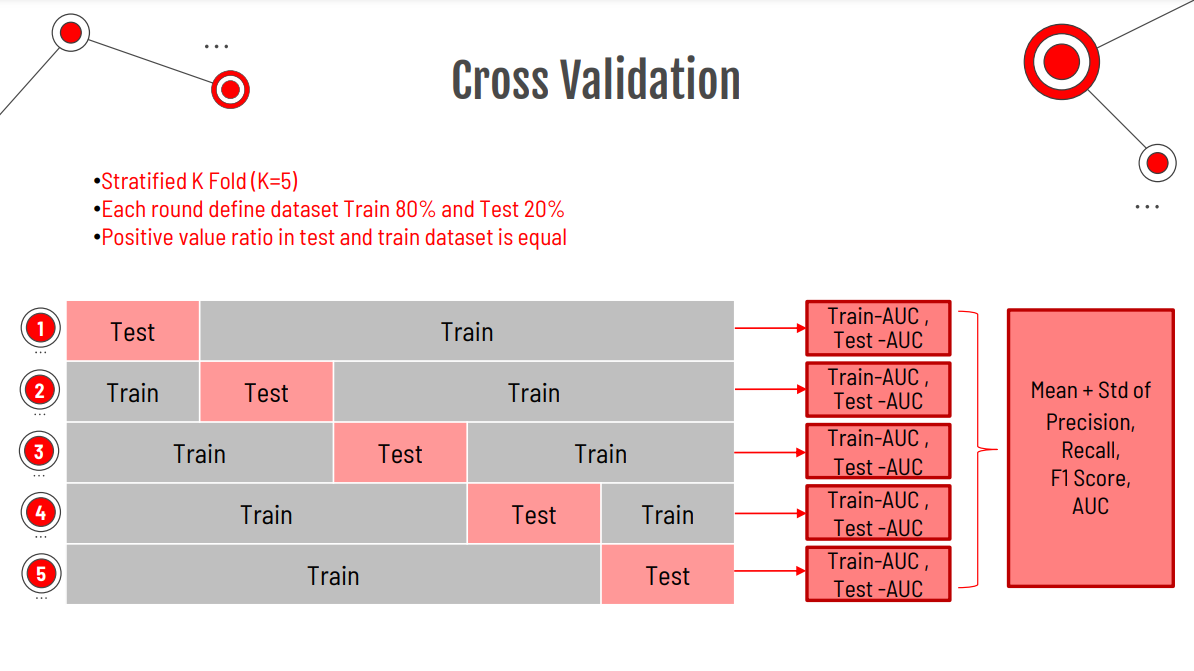 ...
Cross Validation
...
•Stratified K Fold (K=5)
•Each round define dataset Train 80% and Test 20%
•Positive value ratio in test and train dataset is equal
1
...
Test
Train
Train-AUC ,
Test -AUC
2
...
Train
Test
Train
Train-AUC ,
Test -AUC
3
...
Train
Test
Train
Train-AUC ,
Test -AUC
4
...
Train
Test
Train
Train-AUC ,
Test -AUC
5
...
Train
Test
Train-AUC ,
Test -AUC
Mean + Std of
Precision,
Recall,
F1 Score,
AUC